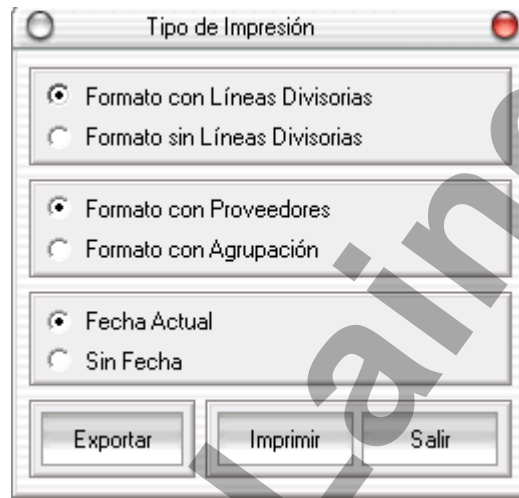 Tipo de Impresión
Formato con Líneas Divisorias
Formato sin Líneas Divisorias
Formato con Proveedores
Formato con Agrupación
Fecha Actual
Sin Fecha
Exportar Imprimir Salir